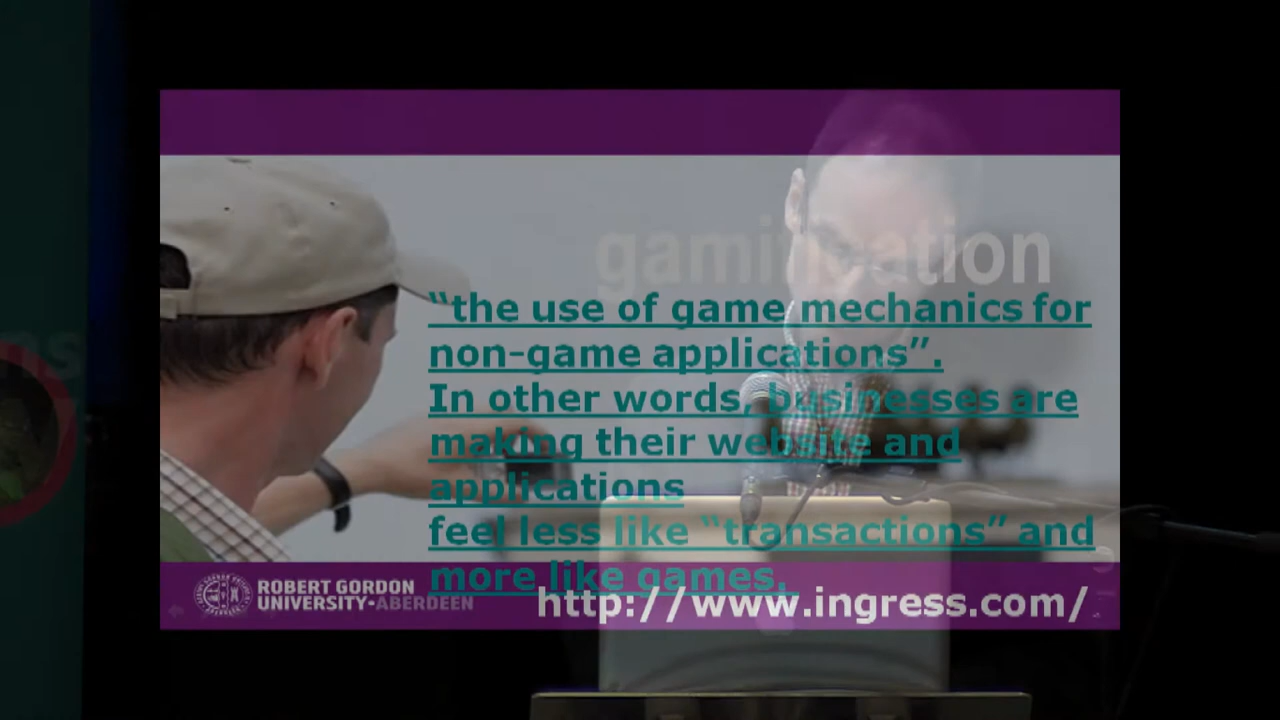 gamification
“the use of game mechanics for
non-game applications”.
In other words, businesses are
making their website and
applications
feel less like “transactions” and
more like games.
ROBERT GORDON
UNIVERSITY•ABERDEEN
http://www.ingress.com/